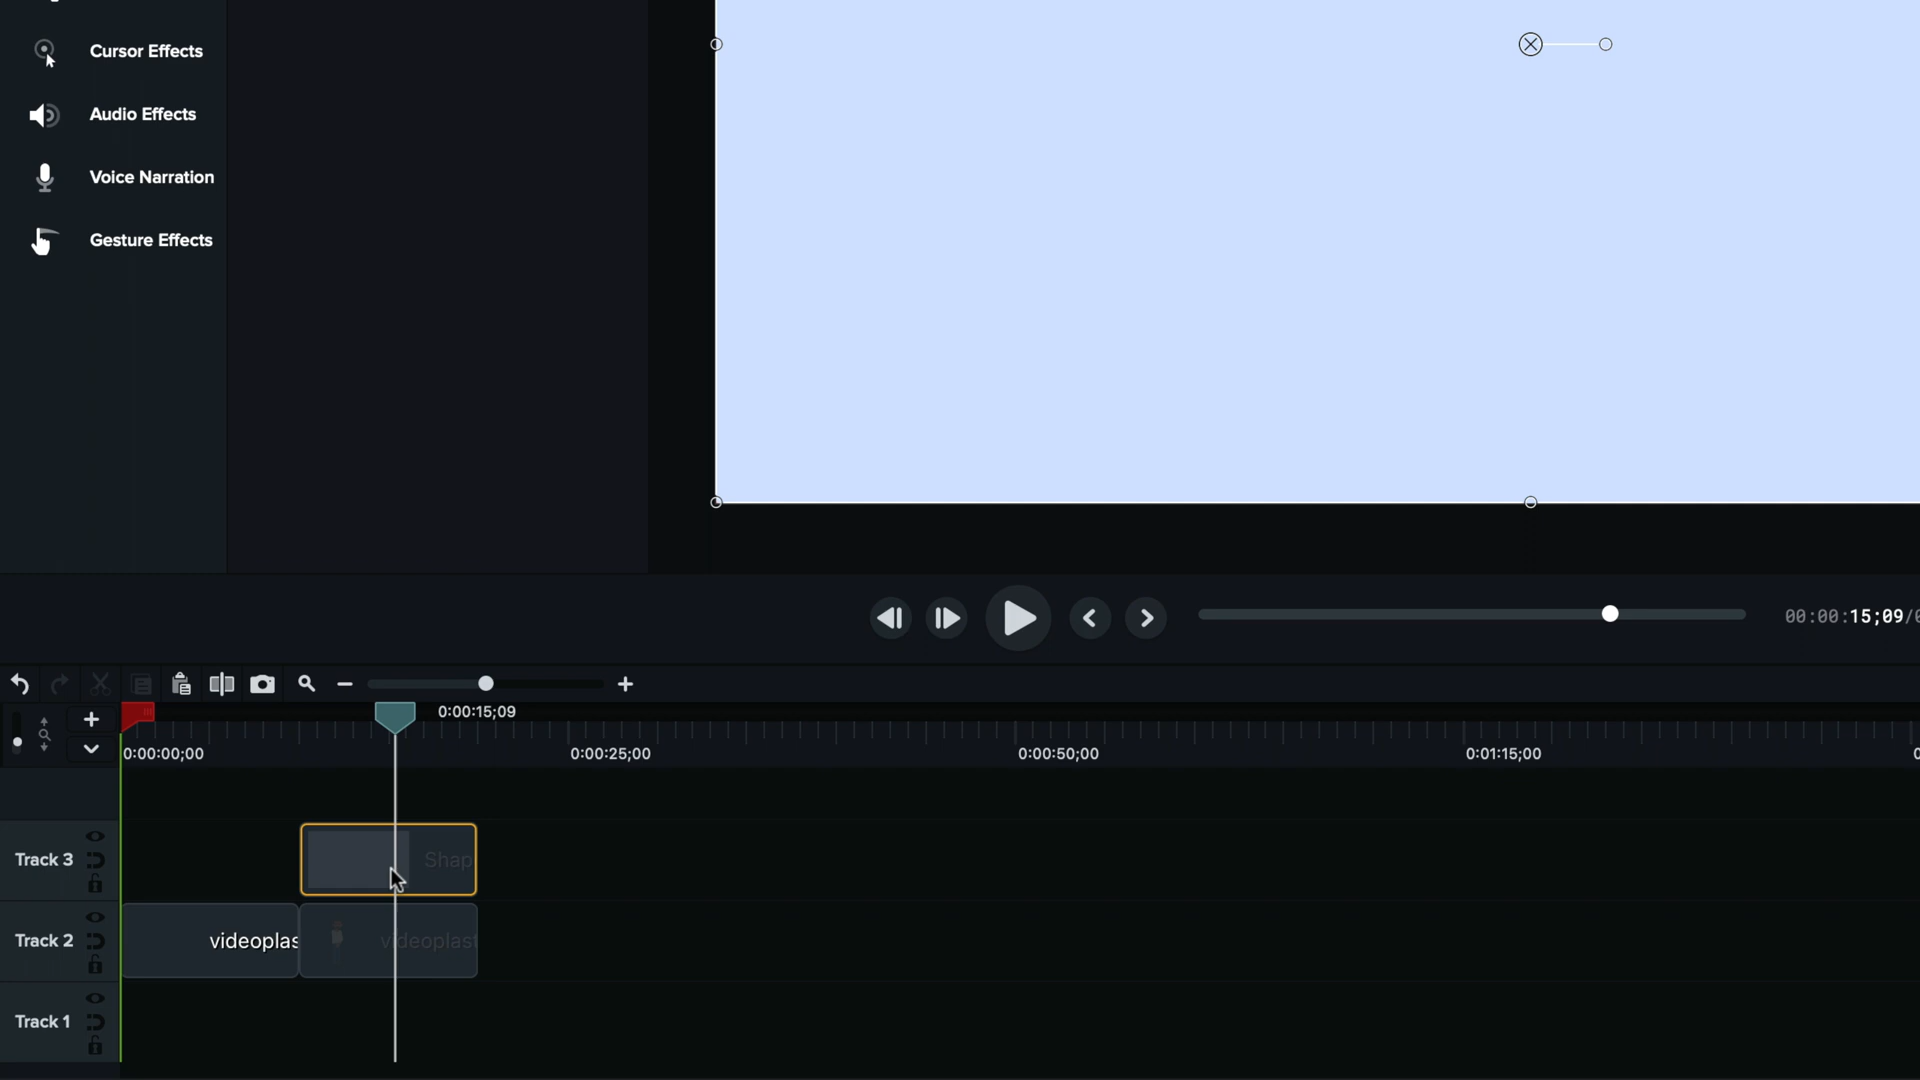 Cursor Effects
Audio Effects
Voice Narration
Gesture Effects
00:00:15;09/
0:00:15;09
0:00:00;00
0:00:25;00
0:00:50;00
0:01:15;00
Track 3
Shap
Track 2
videoplas
videoplast
Track 1